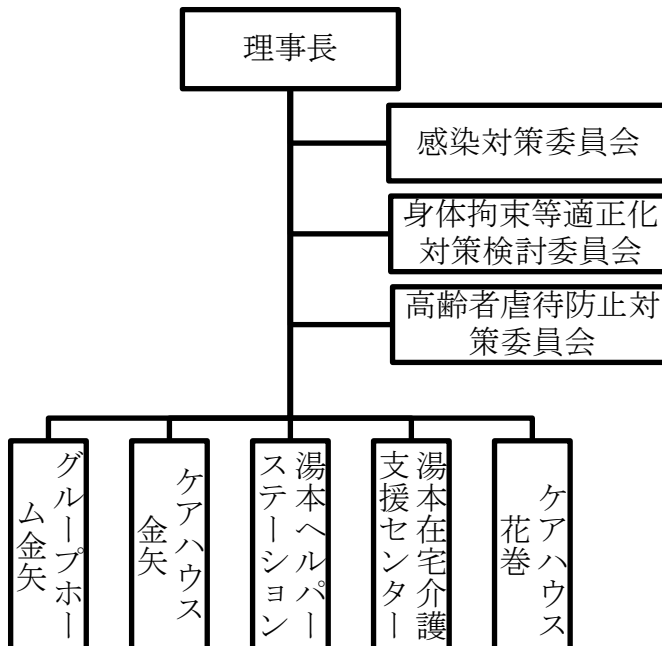 理事長
感染対策委員会
身体拘束等適正化
対策検討委員会
高齢者虐待防止対
策委員会
グループホー
ム金矢
ケアハウス
金矢
湯本ヘルパー
ステーション
湯本在宅介護
支援センター
ケアハウス
花巻